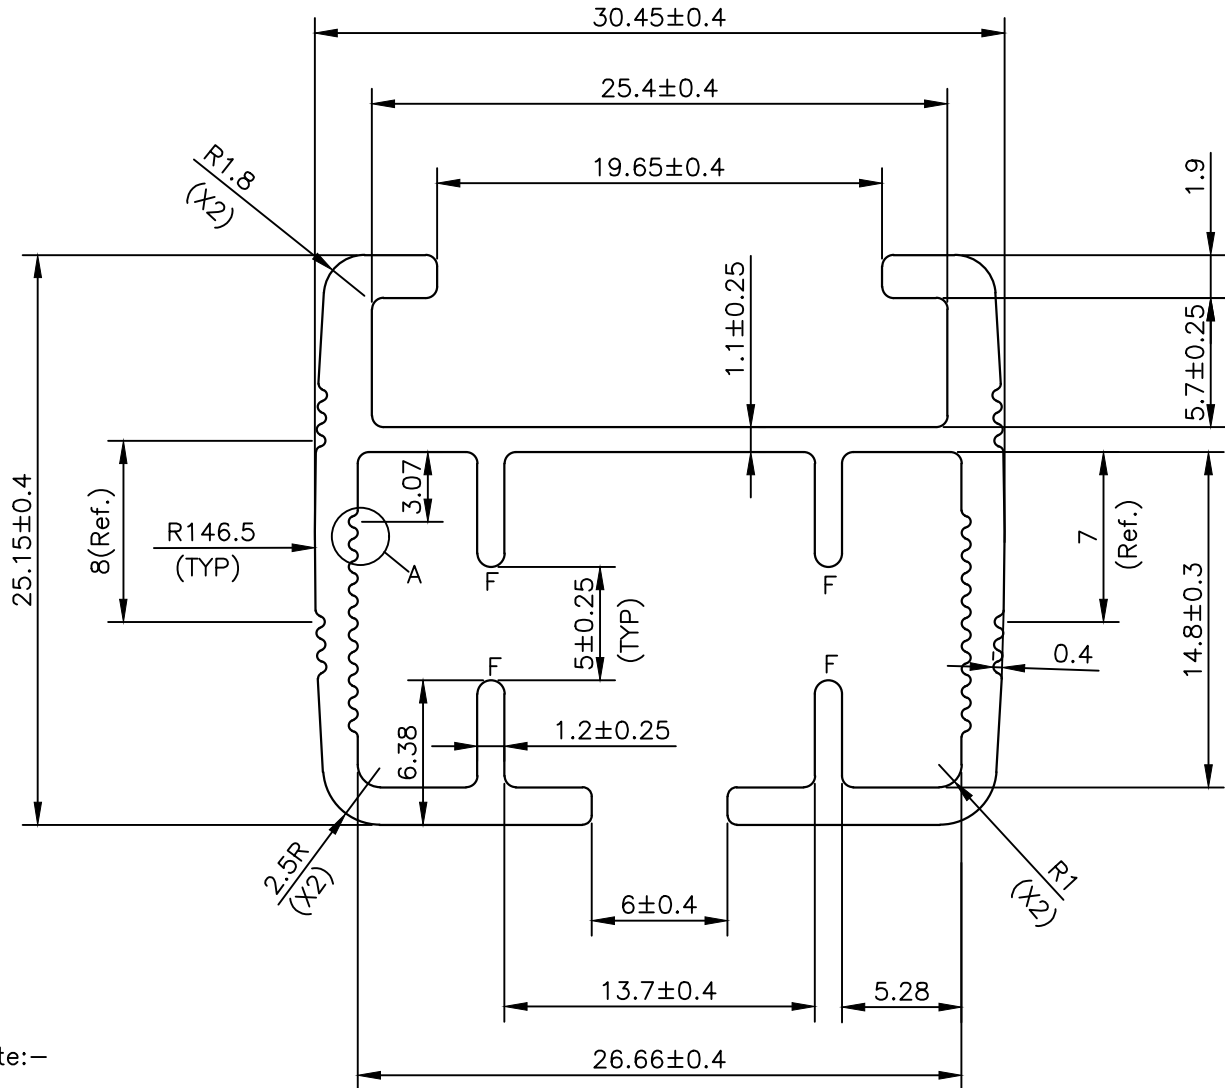 30.45±0.4
25.4±0.4
19.65±0.4
R1.8
(X2)
1.9
1.1±0.25
5.7±0.25
25.15±0.4
8(Ref.)
R146.5
(TYP)
3.07
A
F
F
5±0.25
(TYP)
7
(Ref.)
14.8±0.3
0.4
F
F
6.38
1.2±0.25
2.5R
(X2)
R1
(X2)
6±0.4
13.7±0.4
5.28
26.66±0.4
te:–